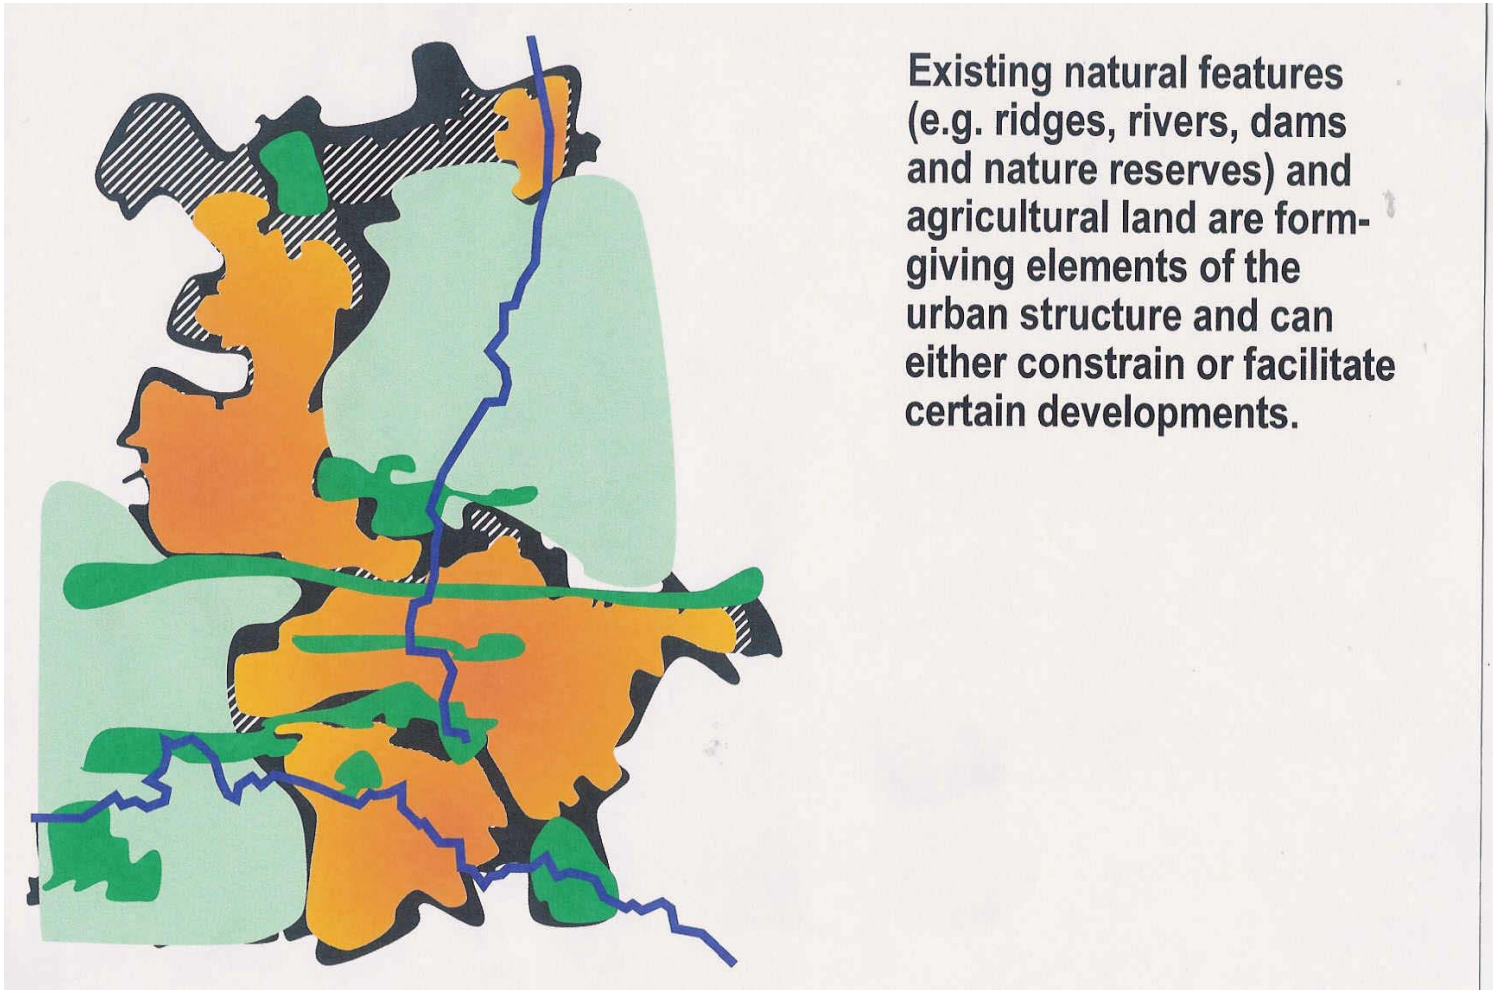 Existing natural features
(e.g. ridges, rivers, dams
and nature reserves) and
agricultural land are form-
giving elements of the
urban structure and can
either constrain or facilitate
certain developments.